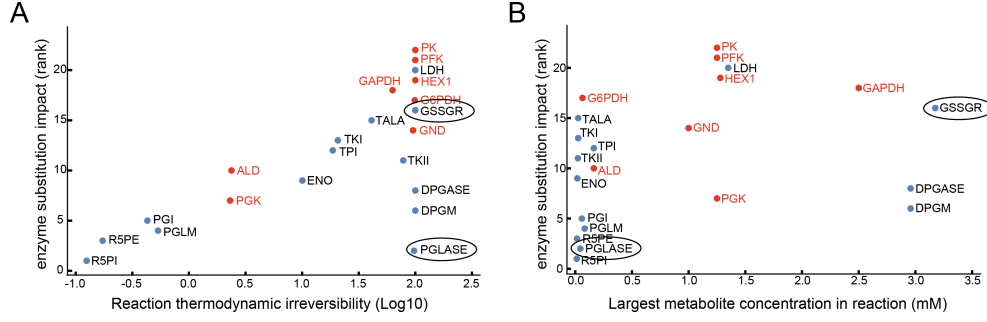 A
enzyme substitution impact (rank)
20
15
10
5
0
-1.0 -0.5 0.0 0.5 1.0 1.5 2.0 2.5
Reaction thermodynamic irreversibility (Log10)
PK
PFK
LDH
HEX1
GAPDH
G6PDH
GSSGR
TALA
GND
TKI
TPI
TKII
ALD
ENO
DPGASE
PGK
DPGM
PGI
PGLM
R5PE
PGLASE
R5PI
B
enzyme substitution impact (rank)
20
15
10
5
0
0.0 0.5 1.0 1.5 2.0 2.5 3.0 3.5
Largest metabolite concentration in reaction (mM)
PK
PFK
LDH
HEX1
GAPDH
G6PDH
GSSGR
TALA
GND
TKI
TPI
TKII
ALD
ENO
DPGASE
PGK
DPGM
PGI
PGLM
R5PE
PGLASE
R5PI